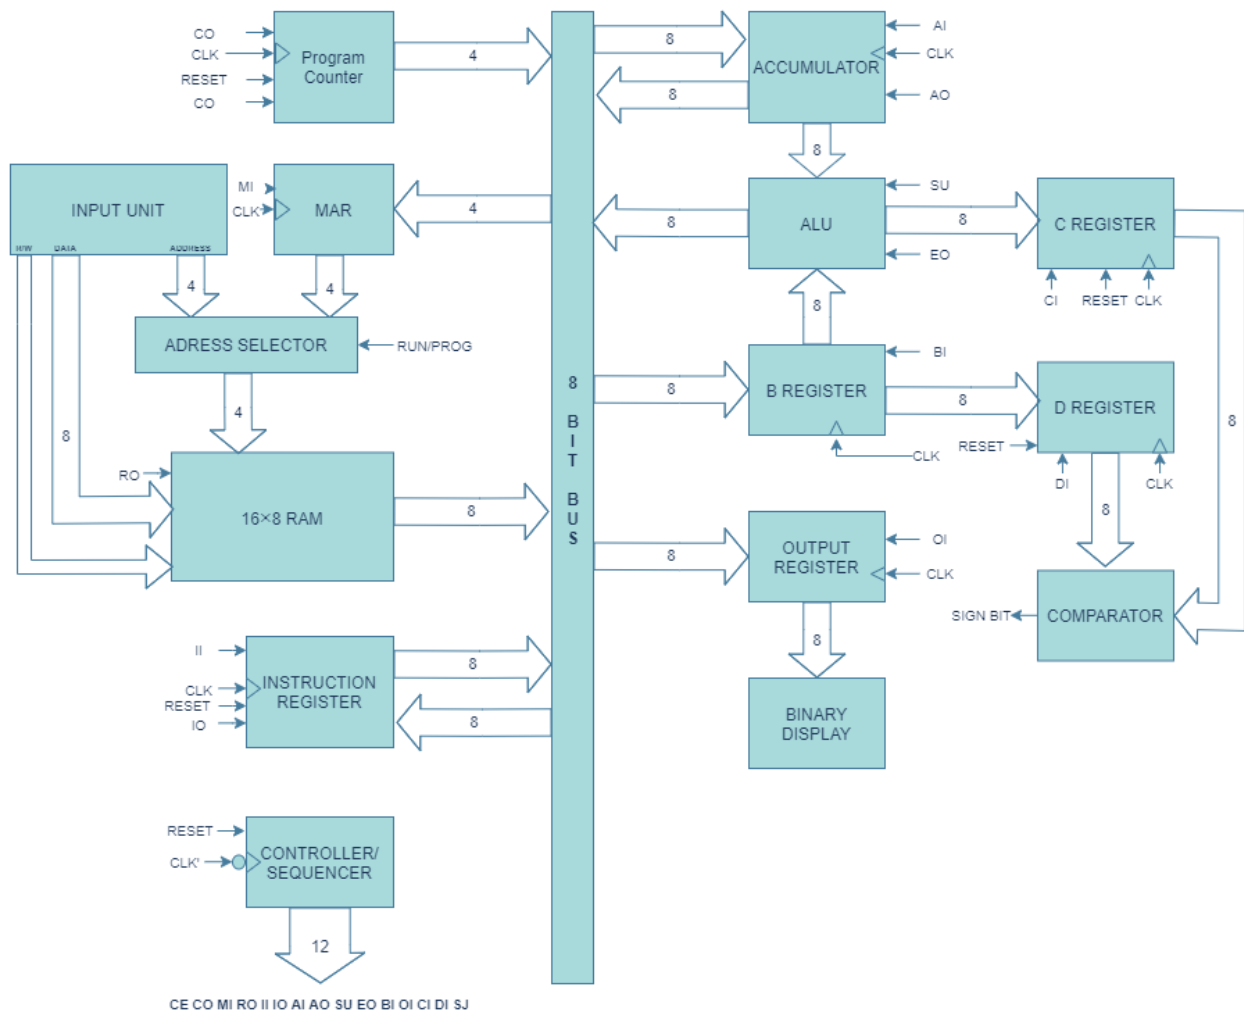 CO
CLK
RESET
CO
Program
Counter
4
8
8
ACCUMULATOR
AI
CLK
AO
8
INPUT UNIT
R/W
DATA
ADDRESS
MI
CLK'
MAR
4
8
ALU
SU
EO
8
C REGISTER
CI
RESET
CLK
4
4
ADRESS SELECTOR
RUN/PROG
4
8
8
RO
16×8 RAM
8
8 BIT BUS
8
B REGISTER
BI
CLK
8
D REGISTER
RESET
DI
CLK
8
8
8
OUTPUT
REGISTER
OI
CLK
8
BINARY
DISPLAY
SIGN BIT
COMPARATOR
II
CLK
RESET
IO
INSTRUCTION
REGISTER
8
8
RESET
CLK'
CONTROLLER/
SEQUENCER
12
CE CO MI RO II IO AI AO SU EO BI OI CI DI SJ